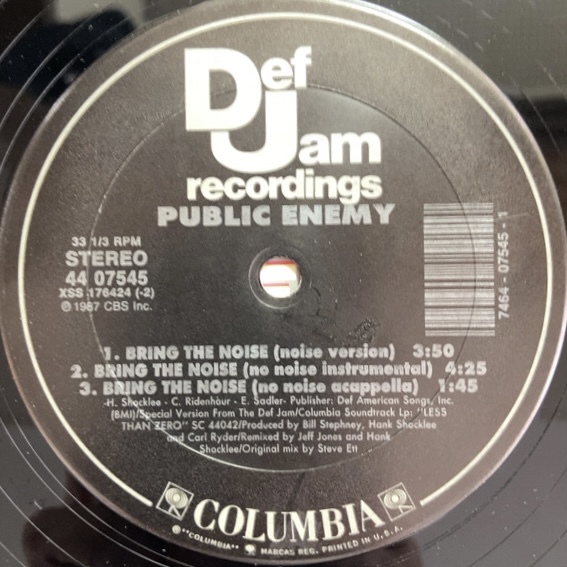 Def
Jam
recordings
PUBLIC ENEMY
33 1/3 RPM
STEREO
44 07545
XSS 176424 (-2)
℗ 1987 CBS Inc.
7464 - 07545 - 1
1. BRING THE NOISE (noise version) 3:50
2. BRING THE NOISE (no noise instrumental) 4:25
3. BRING THE NOISE (no noise acappella) 1:45
-H. Shocklee - C. Ridenhour - E. Sadler- Publisher: Def American Songs, Inc.
(BMI)/Special Version From The Def Jam/Columbia Soundtrack Lp: "LESS
THAN ZERO" SC 44042/Produced by Bill Stephney, Hank Shocklee
and Carl Ryder/Remixed by Jeff Jones and Hank
Shocklee/Original mix by Steve Ett
COLUMBIA
®"COLUMBIA" MARCAS REG. PRINTED IN U.S.A.